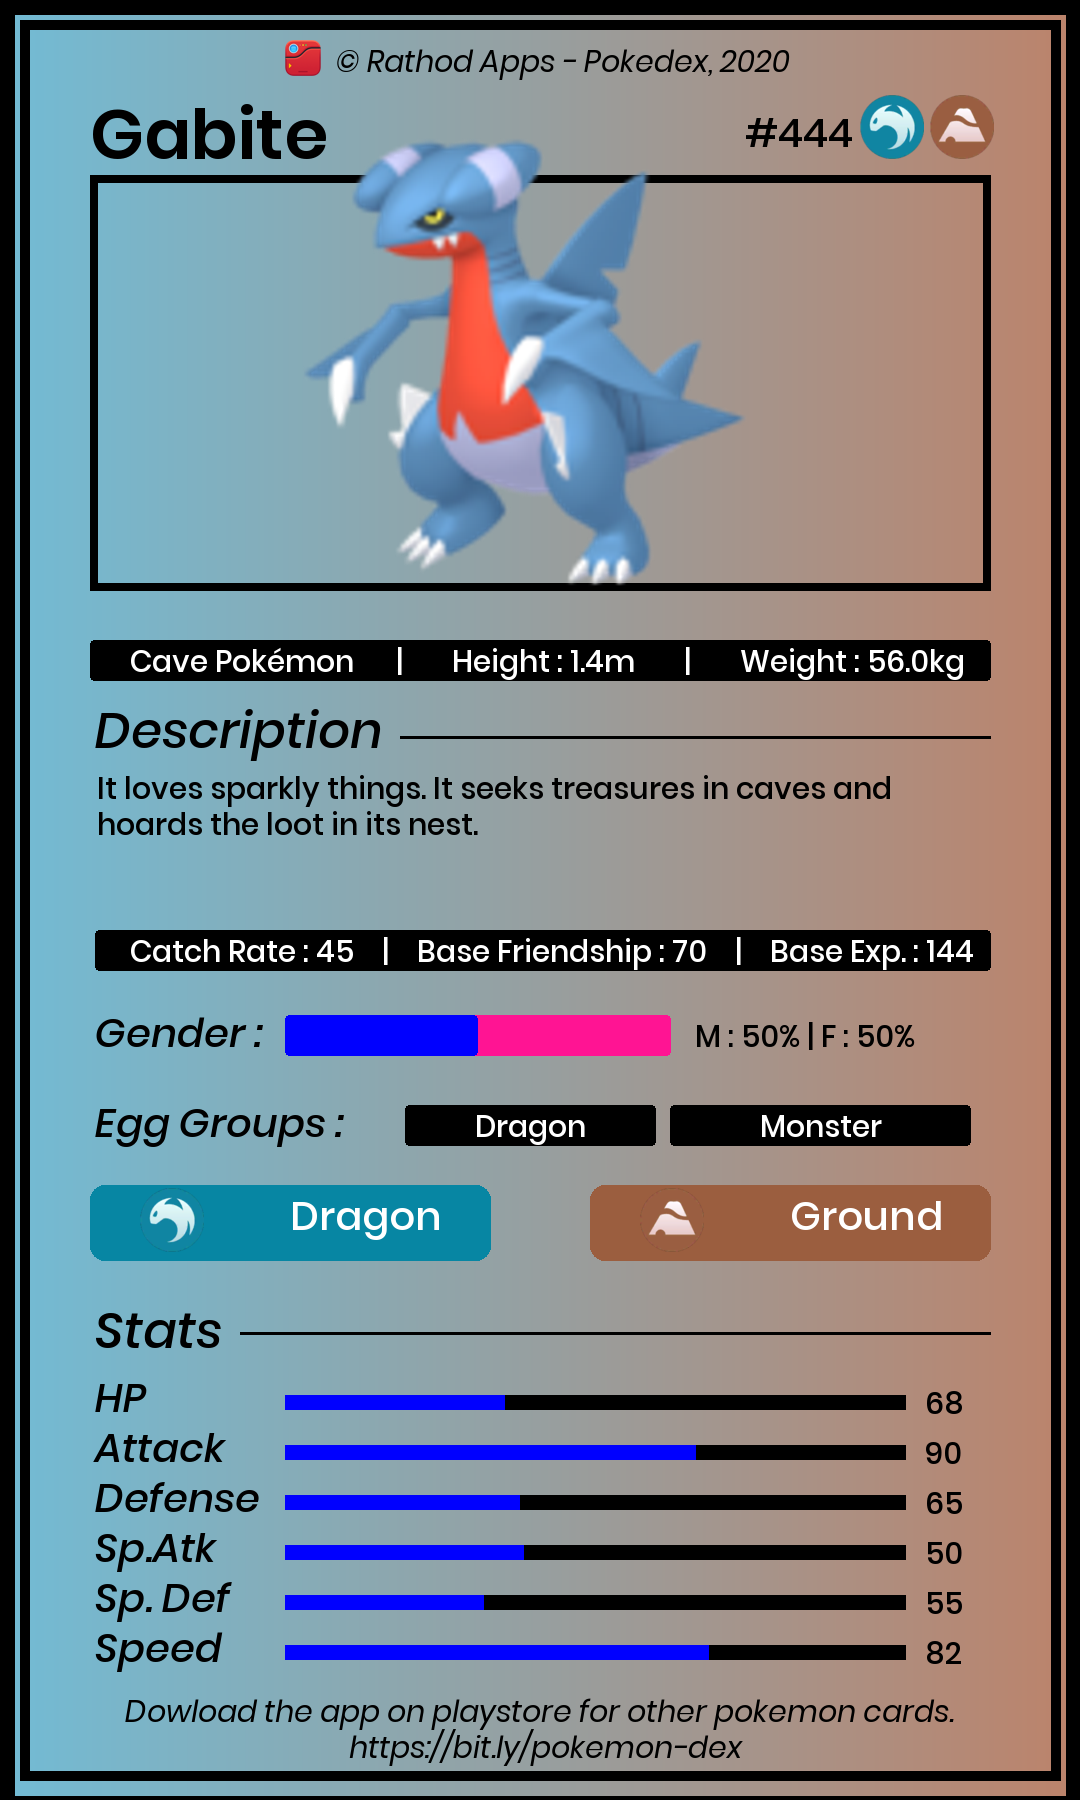 © Rathod Apps - Pokedex, 2020
Gabite #444
Cave Pokémon | Height : 1.4m | Weight : 56.0kg
Description
It loves sparkly things. It seeks treasures in caves and
hoards the loot in its nest.
Catch Rate : 45 | Base Friendship : 70 | Base Exp. : 144
Gender : M : 50% | F : 50%
Egg Groups : Dragon Monster
Dragon Ground
Stats
HP 68
Attack 90
Defense 65
Sp.Atk 50
Sp. Def 55
Speed 82
Dowload the app on playstore for other pokemon cards.
https://bit.ly/pokemon-dex